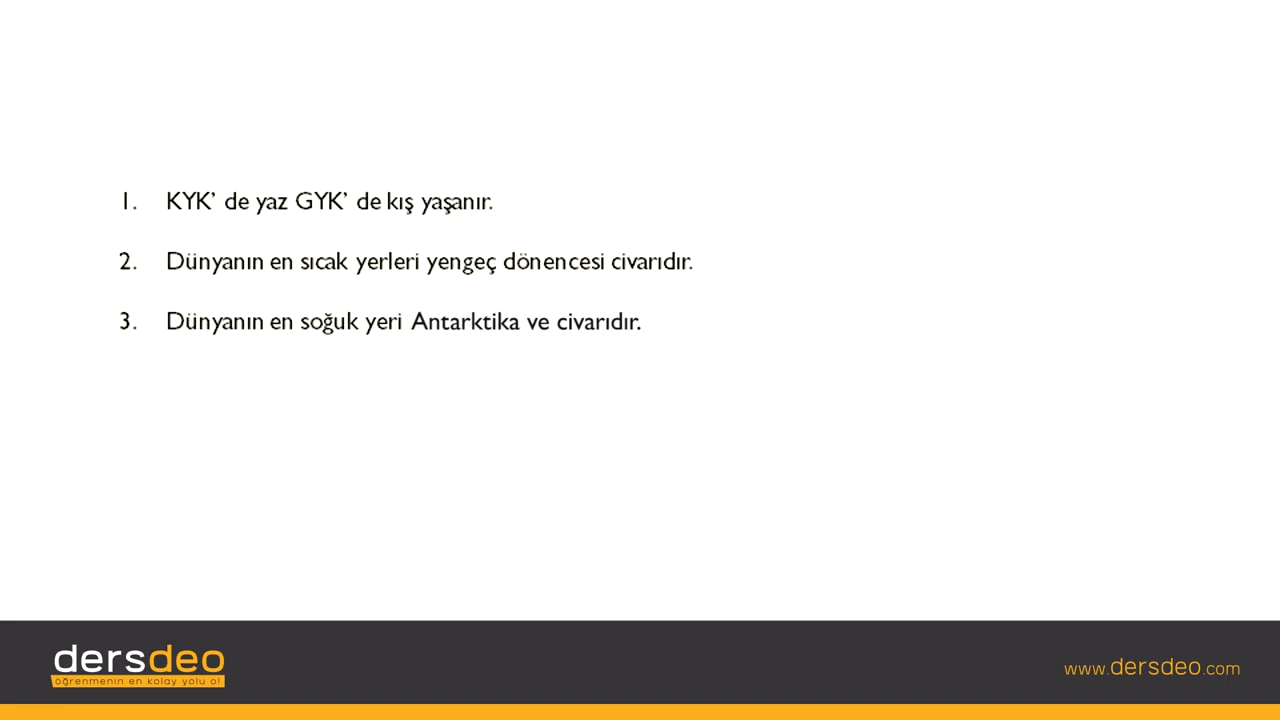 1. KYK' de yaz GYK' de kış yaşanır.
2. Dünyanın en sıcak yerleri yengeç dönencesi civarıdır.
3. Dünyanın en soğuk yeri Antarktika ve civarıdır.
dersdeo
öğrenmenin en kolay yolu o!
www.dersdeo.com